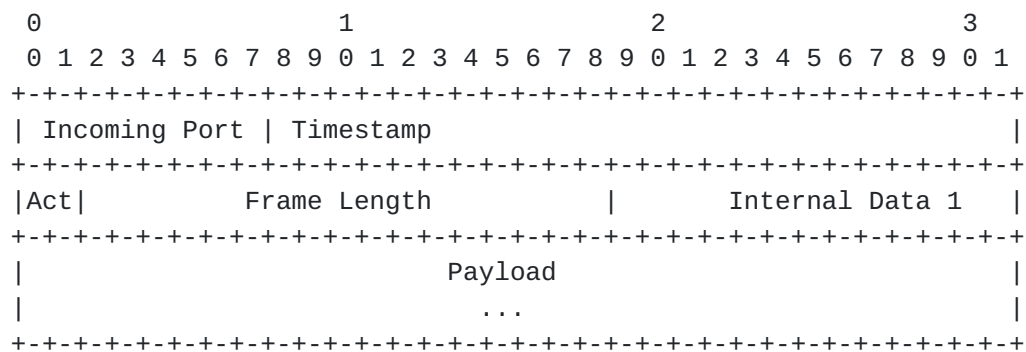 0                   1                   2                   3
 0 1 2 3 4 5 6 7 8 9 0 1 2 3 4 5 6 7 8 9 0 1 2 3 4 5 6 7 8 9 0 1
+-+-+-+-+-+-+-+-+-+-+-+-+-+-+-+-+-+-+-+-+-+-+-+-+-+-+-+-+-+-+-+-+
| Incoming Port | Timestamp                                     |
+-+-+-+-+-+-+-+-+-+-+-+-+-+-+-+-+-+-+-+-+-+-+-+-+-+-+-+-+-+-+-+-+
|Act|          Frame Length           |       Internal Data 1   |
+-+-+-+-+-+-+-+-+-+-+-+-+-+-+-+-+-+-+-+-+-+-+-+-+-+-+-+-+-+-+-+-+
|                           Payload                             |
|                             ...                               |
+-+-+-+-+-+-+-+-+-+-+-+-+-+-+-+-+-+-+-+-+-+-+-+-+-+-+-+-+-+-+-+-+